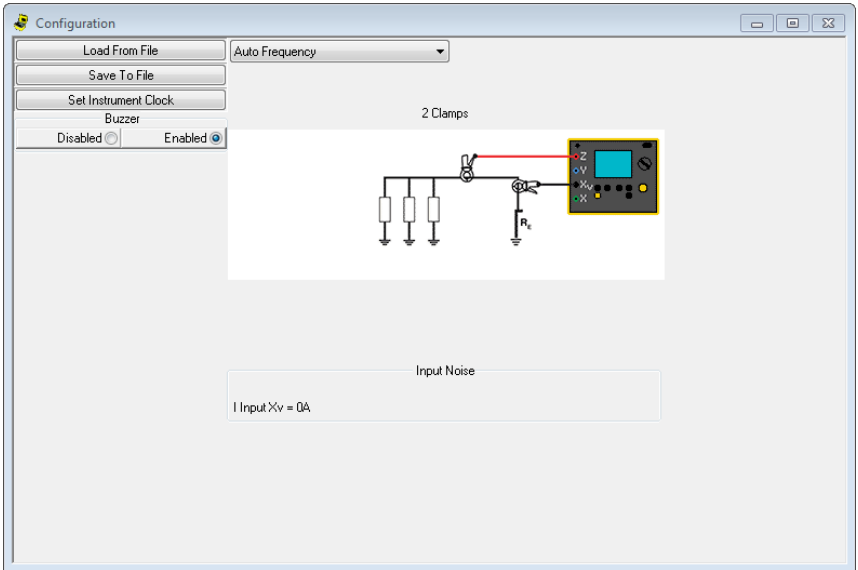 Configuration
Load From File
Auto Frequency
Save To File
Set Instrument Clock
Buzzer
2 Clamps
Disabled
Enabled
Z
Y
Xv
X
RE
Input Noise
I Input Xv = 0A